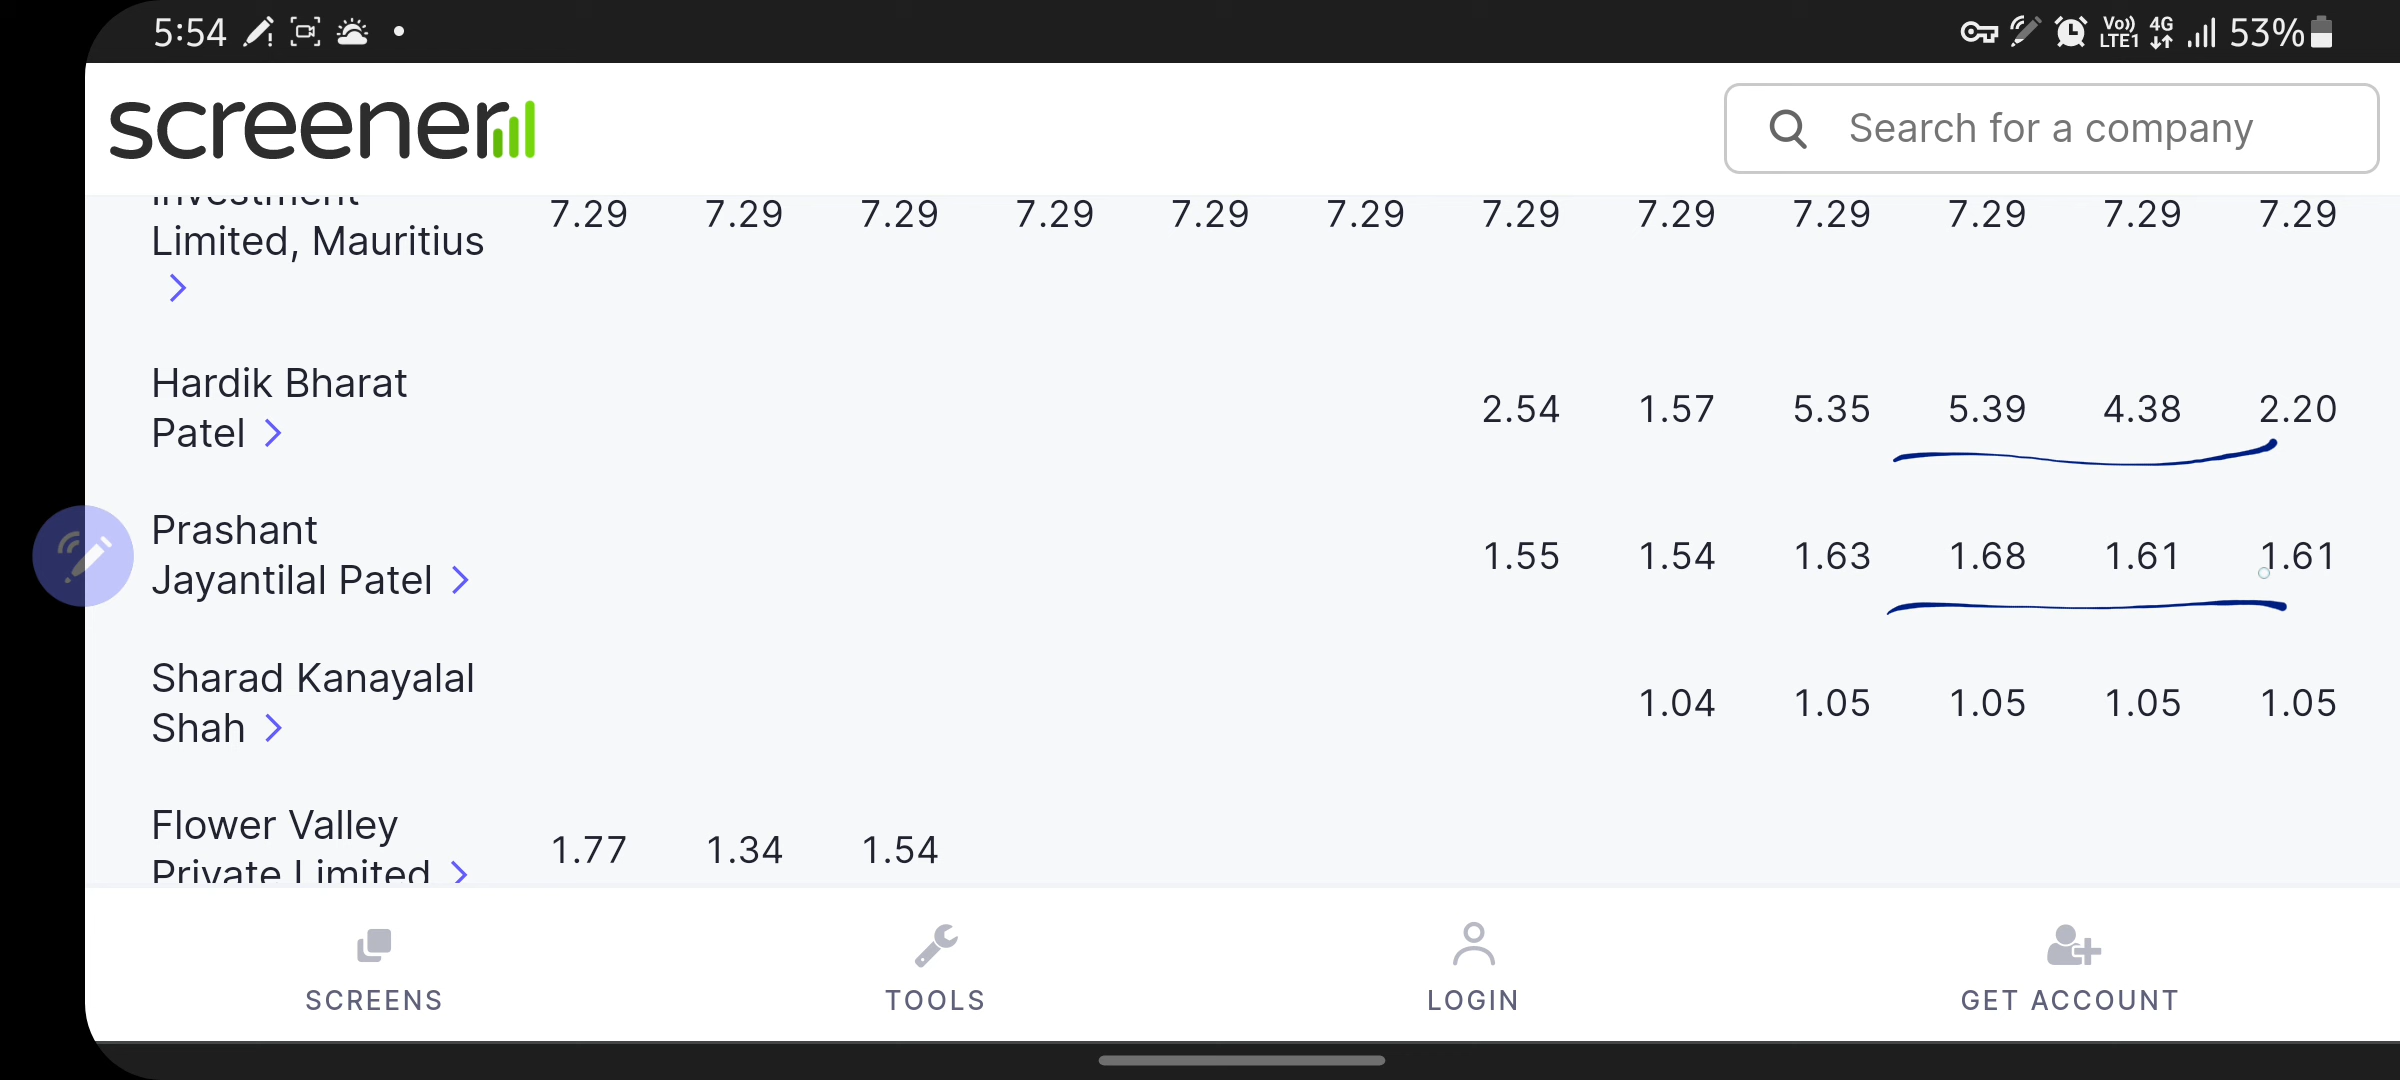 5:54 Vo)) LTE1 4G 53%
screener Search for a company
Investment
Limited, Mauritius 7.29 7.29 7.29 7.29 7.29 7.29 7.29 7.29 7.29 7.29 7.29 7.29
Hardik Bharat
Patel 2.54 1.57 5.35 5.39 4.38 2.20
Prashant
Jayantilal Patel 1.55 1.54 1.63 1.68 1.61 1.61
Sharad Kanayalal
Shah 1.04 1.05 1.05 1.05 1.05
Flower Valley
Private Limited 1.77 1.34 1.54
SCREENS TOOLS LOGIN GET ACCOUNT